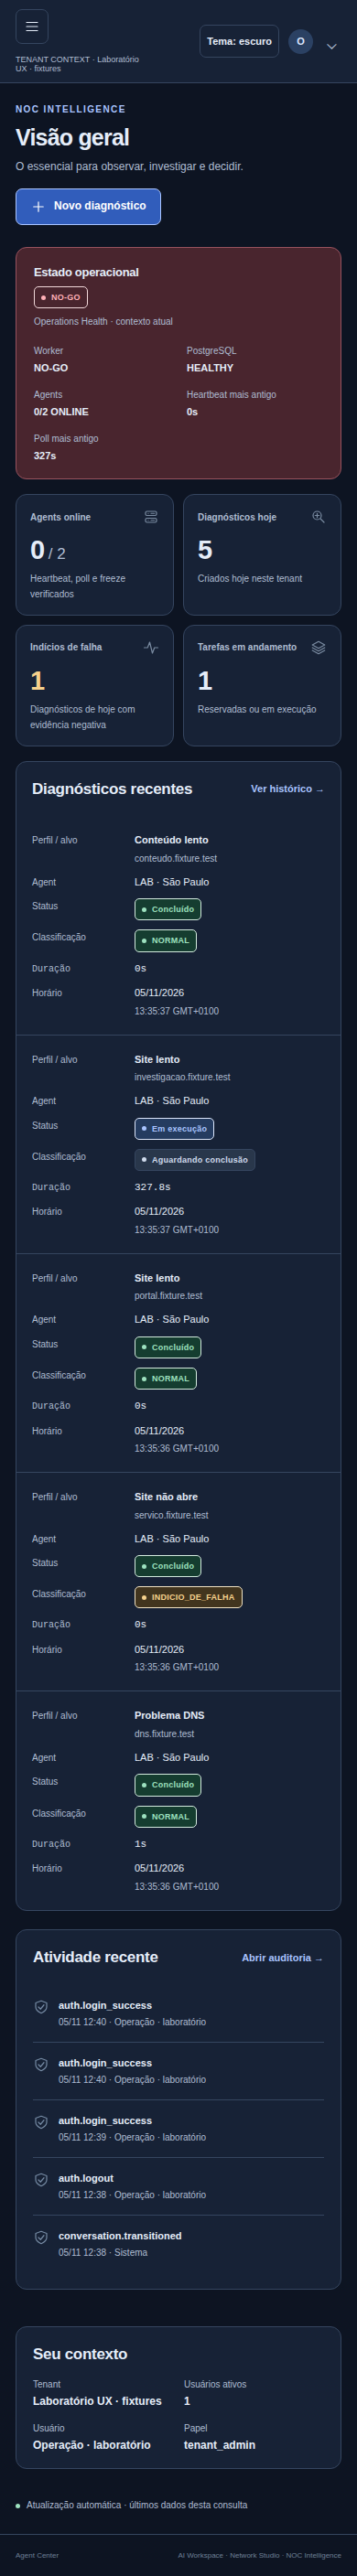 Tema: escuro
O
TENANT CONTEXT · Laboratório
UX · fixtures
NOC INTELLIGENCE
Visão geral
O essencial para observar, investigar e decidir.
Novo diagnóstico
Estado operacional
NO-GO
Operations Health · contexto atual
Worker
NO-GO
PostgreSQL
HEALTHY
Agents
0/2 ONLINE
Heartbeat mais antigo
0s
Poll mais antigo
327s
Agents online
0 / 2
Heartbeat, poll e freeze
verificados
Diagnósticos hoje
5
Criados hoje neste tenant
Indícios de falha
1
Diagnósticos de hoje com
evidência negativa
Tarefas em andamento
1
Reservadas ou em execução
Diagnósticos recentes
Ver histórico →
Perfil / alvo
Conteúdo lento
conteudo.fixture.test
Agent
LAB · São Paulo
Status
Concluído
Classificação
NORMAL
Duração
0s
Horário
05/11/2026
13:35:37 GMT+0100
Perfil / alvo
Site lento
investigacao.fixture.test
Agent
LAB · São Paulo
Status
Em execução
Classificação
Aguardando conclusão
Duração
327.8s
Horário
05/11/2026
13:35:37 GMT+0100
Perfil / alvo
Site lento
portal.fixture.test
Agent
LAB · São Paulo
Status
Concluído
Classificação
NORMAL
Duração
0s
Horário
05/11/2026
13:35:36 GMT+0100
Perfil / alvo
Site não abre
servico.fixture.test
Agent
LAB · São Paulo
Status
Concluído
Classificação
INDICIO_DE_FALHA
Duração
0s
Horário
05/11/2026
13:35:36 GMT+0100
Perfil / alvo
Problema DNS
dns.fixture.test
Agent
LAB · São Paulo
Status
Concluído
Classificação
NORMAL
Duração
1s
Horário
05/11/2026
13:35:36 GMT+0100
Atividade recente
Abrir auditoria →
auth.login_success
05/11 12:40 · Operação · laboratório
auth.login_success
05/11 12:40 · Operação · laboratório
auth.login_success
05/11 12:39 · Operação · laboratório
auth.logout
05/11 12:38 · Operação · laboratório
conversation.transitioned
05/11 12:38 · Sistema
Seu contexto
Tenant
Laboratório UX · fixtures
Usuários ativos
1
Usuário
Operação · laboratório
Papel
tenant_admin
Atualização automática · últimos dados desta consulta
Agent Center
AI Workspace · Network Studio · NOC Intelligence